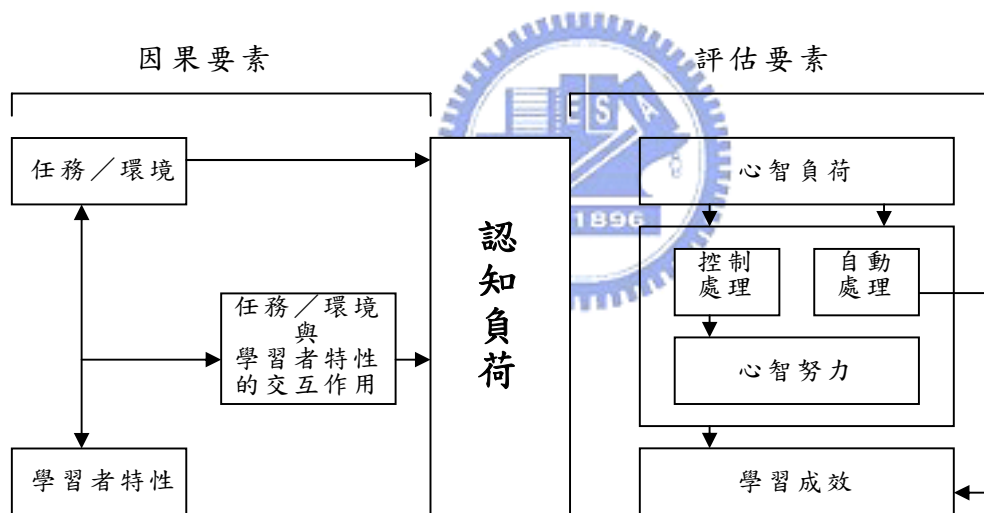 因果要素
評估要素
任務／環境
心智負荷
認知負荷
控制
處理
自動
處理
任務／環境
與
學習者特性
的交互作用
心智努力
學習者特性
學習成效
E S A
1896